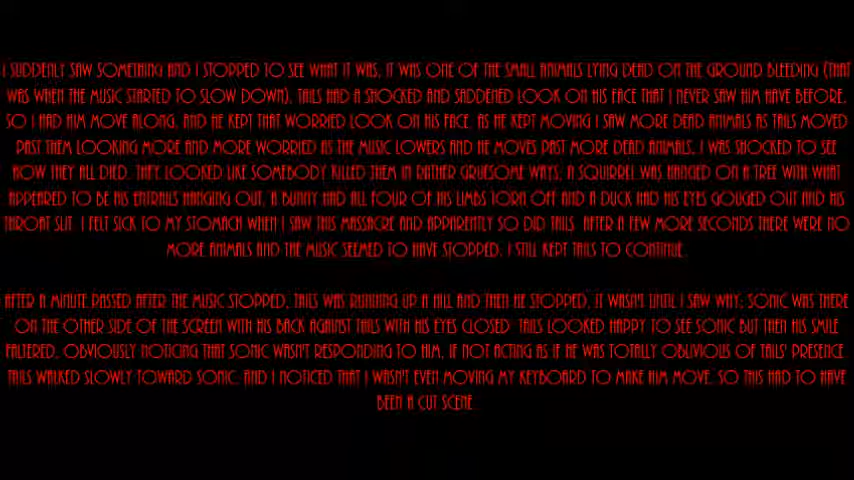 I SUDDENLY SAW SOMETHING AND I STOPPED TO SEE WHAT IT WAS, IT WAS ONE OF THE SMALL ANIMALS LYING DEAD ON THE GROUND BLEEDING (THAT
WAS WHEN THE MUSIC STARTED TO SLOW DOWN), TAILS HAD A SHOCKED AND SADDENED LOOK ON HIS FACE THAT I NEVER SAW HIM HAVE BEFORE,
SO I HAD HIM MOVE ALONG, AND HE KEPT THAT WORRIED LOOK ON HIS FACE. AS HE KEPT MOVING I SAW MORE DEAD ANIMALS AS TAILS MOVED
PAST THEM LOOKING MORE AND MORE WORRIED AS THE MUSIC LOWERS AND HE MOVES PAST MORE DEAD ANIMALS, I WAS SHOCKED TO SEE
HOW THEY ALL DIED, THEY LOOKED LIKE SOMEBODY KILLED THEM IN RATHER GRUESOME WAYS, A SQUIRREL WAS HANGED ON A TREE WITH WHAT
APPEARED TO BE HIS ENTRAILS HANGING OUT, A BUNNY HAD ALL FOUR OF HIS LIMBS TORN OFF AND A DUCK HAD HIS EYES GOUGED OUT AND HIS
THROAT SLIT. I FELT SICK TO MY STOMACH WHEN I SAW THIS MASSACRE AND APPARENTLY SO DID TAILS. AFTER A FEW MORE SECONDS THERE WERE NO
MORE ANIMALS AND THE MUSIC SEEMED TO HAVE STOPPED, I STILL KEPT TAILS TO CONTINUE.
AFTER A MINUTE PASSED AFTER THE MUSIC STOPPED, TAILS WAS RUNNING UP A HILL AND THEN HE STOPPED, IT WASN'T UNTIL I SAW WHY: SONIC WAS THERE
ON THE OTHER SIDE OF THE SCREEN WITH HIS BACK AGAINST TAILS WITH HIS EYES CLOSED. TAILS LOOKED HAPPY TO SEE SONIC BUT THEN HIS SMILE
FALTERED, OBVIOUSLY NOTICING THAT SONIC WASN'T RESPONDING TO HIM, IF NOT ACTING AS IF HE WAS TOTALLY OBLIVIOUS OF TAILS' PRESENCE.
TAILS WALKED SLOWLY TOWARD SONIC, AND I NOTICED THAT I WASN'T EVEN MOVING MY KEYBOARD TO MAKE HIM MOVE, SO THIS HAD TO HAVE
BEEN A CUT SCENE.